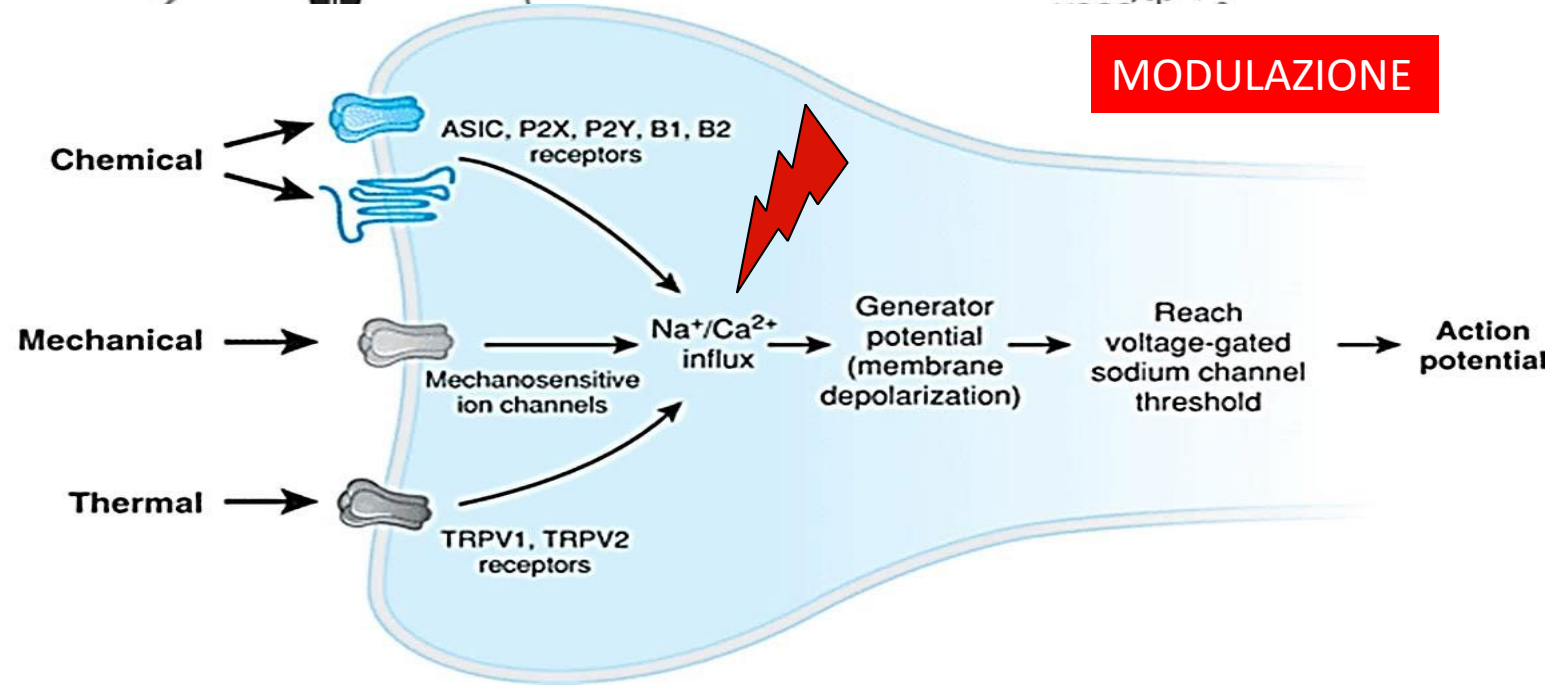 MODULAZIONE
Chemical
ASIC, P2X, P2Y, B1, B2
receptors
Mechanical
Mechanosensitive
ion channels
Thermal
TRPV1, TRPV2
receptors
Na⁺/Ca²⁺
influx
Generator
potential
(membrane
depolarization)
Reach
voltage-gated
sodium channel
threshold
Action
potential